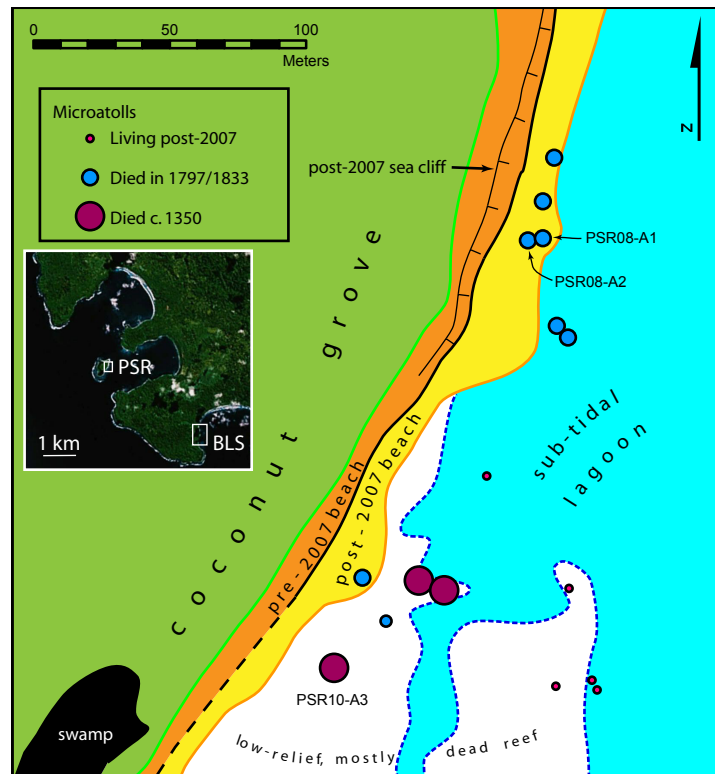 0 50 100
Meters
Microatolls
Living post-2007
Died in 1797/1833
Died c. 1350
N
post-2007 sea cliff
PSR08-A1
PSR08-A2
coconut grove
PSR
BLS
1 km
sub-tidal
lagoon
pre-2007 beach
post-2007 beach
PSR10-A3
swamp
low-relief, mostly dead reef